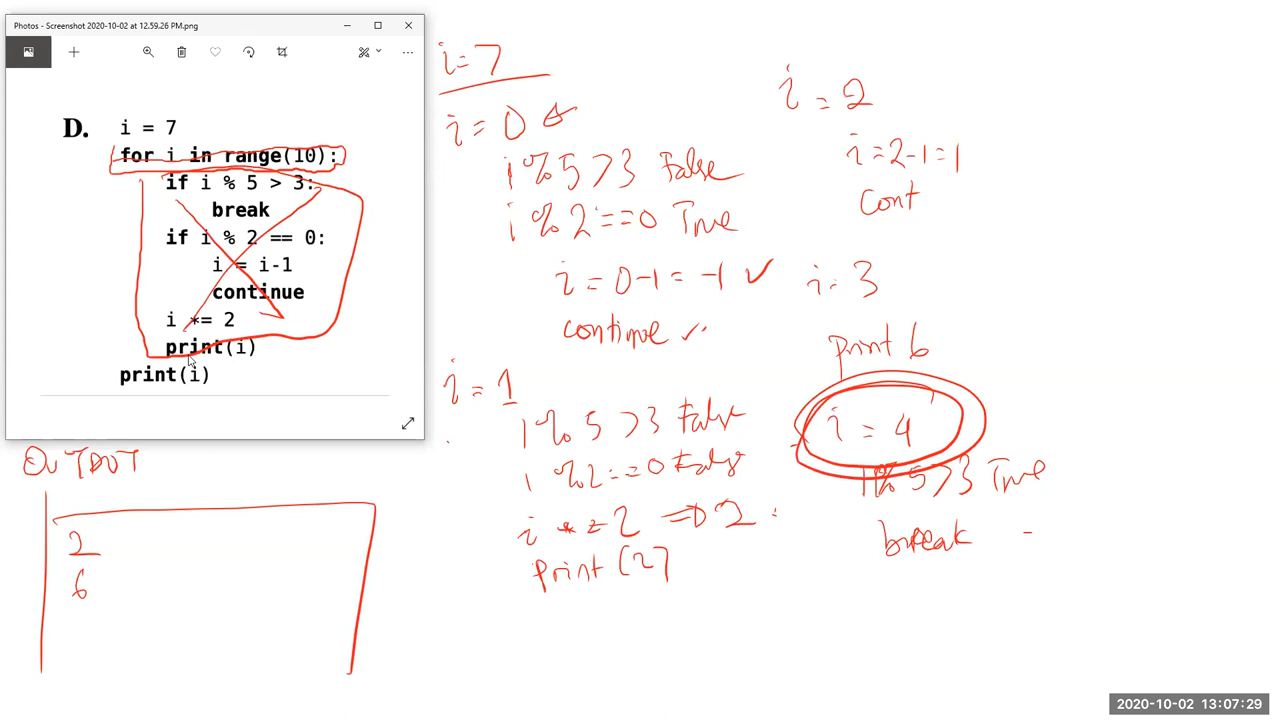 Photos - Screenshot 2020-10-02 at 12.59.26 PM.png
D.
i = 7
for i in range(10):
if i % 5 > 3:
break
if i % 2 == 0:
i = i-1
continue
i *= 2
print(i)
print(i)
OUTPUT
2
6
i = 7
i = 0
i % 5 > 3 False
i % 2 == 0 True
i = 0-1 = -1 ✓
continue ✓
i = 1
1 % 5 > 3 False
1 % 2 == 0 False
i *= 2 => 2
print (2)
i = 2
i = 2-1 = 1
cont
i = 3
print 6
i = 4
i % 5 > 3 True
break
2020-10-02 13:07:29